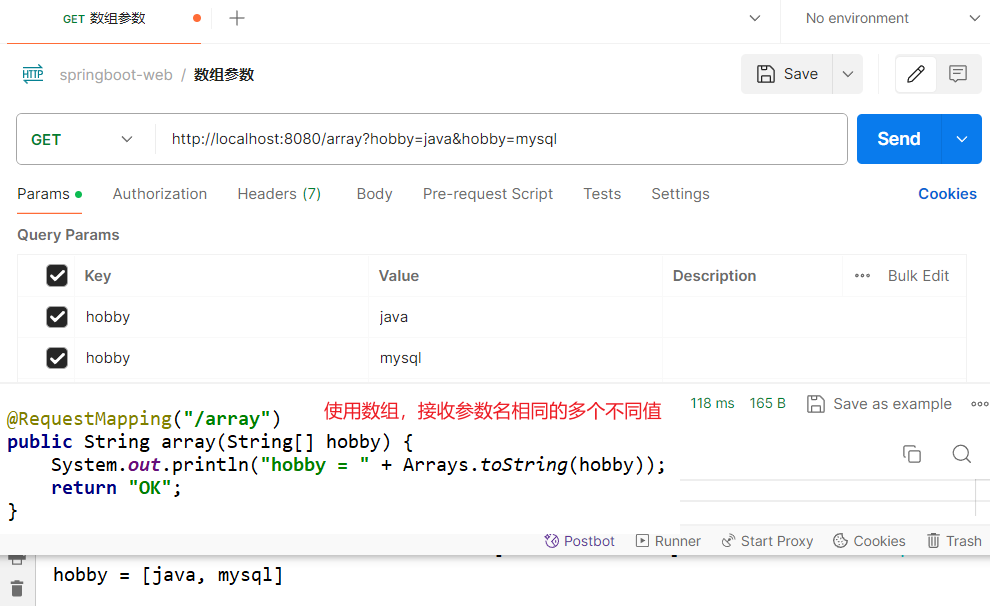 GET 数组参数
No environment
HTTP springboot-web / 数组参数
Save
GET http://localhost:8080/array?hobby=java&hobby=mysql Send
Params Authorization Headers (7) Body Pre-request Script Tests Settings Cookies
Query Params
Key Value Description Bulk Edit
hobby java
hobby mysql
使用数组，接收参数名相同的多个不同值
118 ms 165 B Save as example
@RequestMapping("/array")
public String array(String[] hobby) {
System.out.println("hobby = " + Arrays.toString(hobby));
return "OK";
}
Postbot Runner Start Proxy Cookies Trash
hobby = [java, mysql]